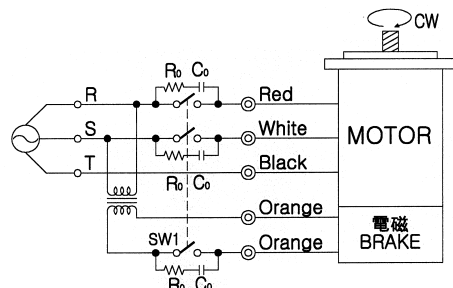 CW
R₀ C₀
R Red
S White
MOTOR
T Black
R₀ C₀
Orange
電磁
BRAKE
SW1 Orange
R₀ C₀